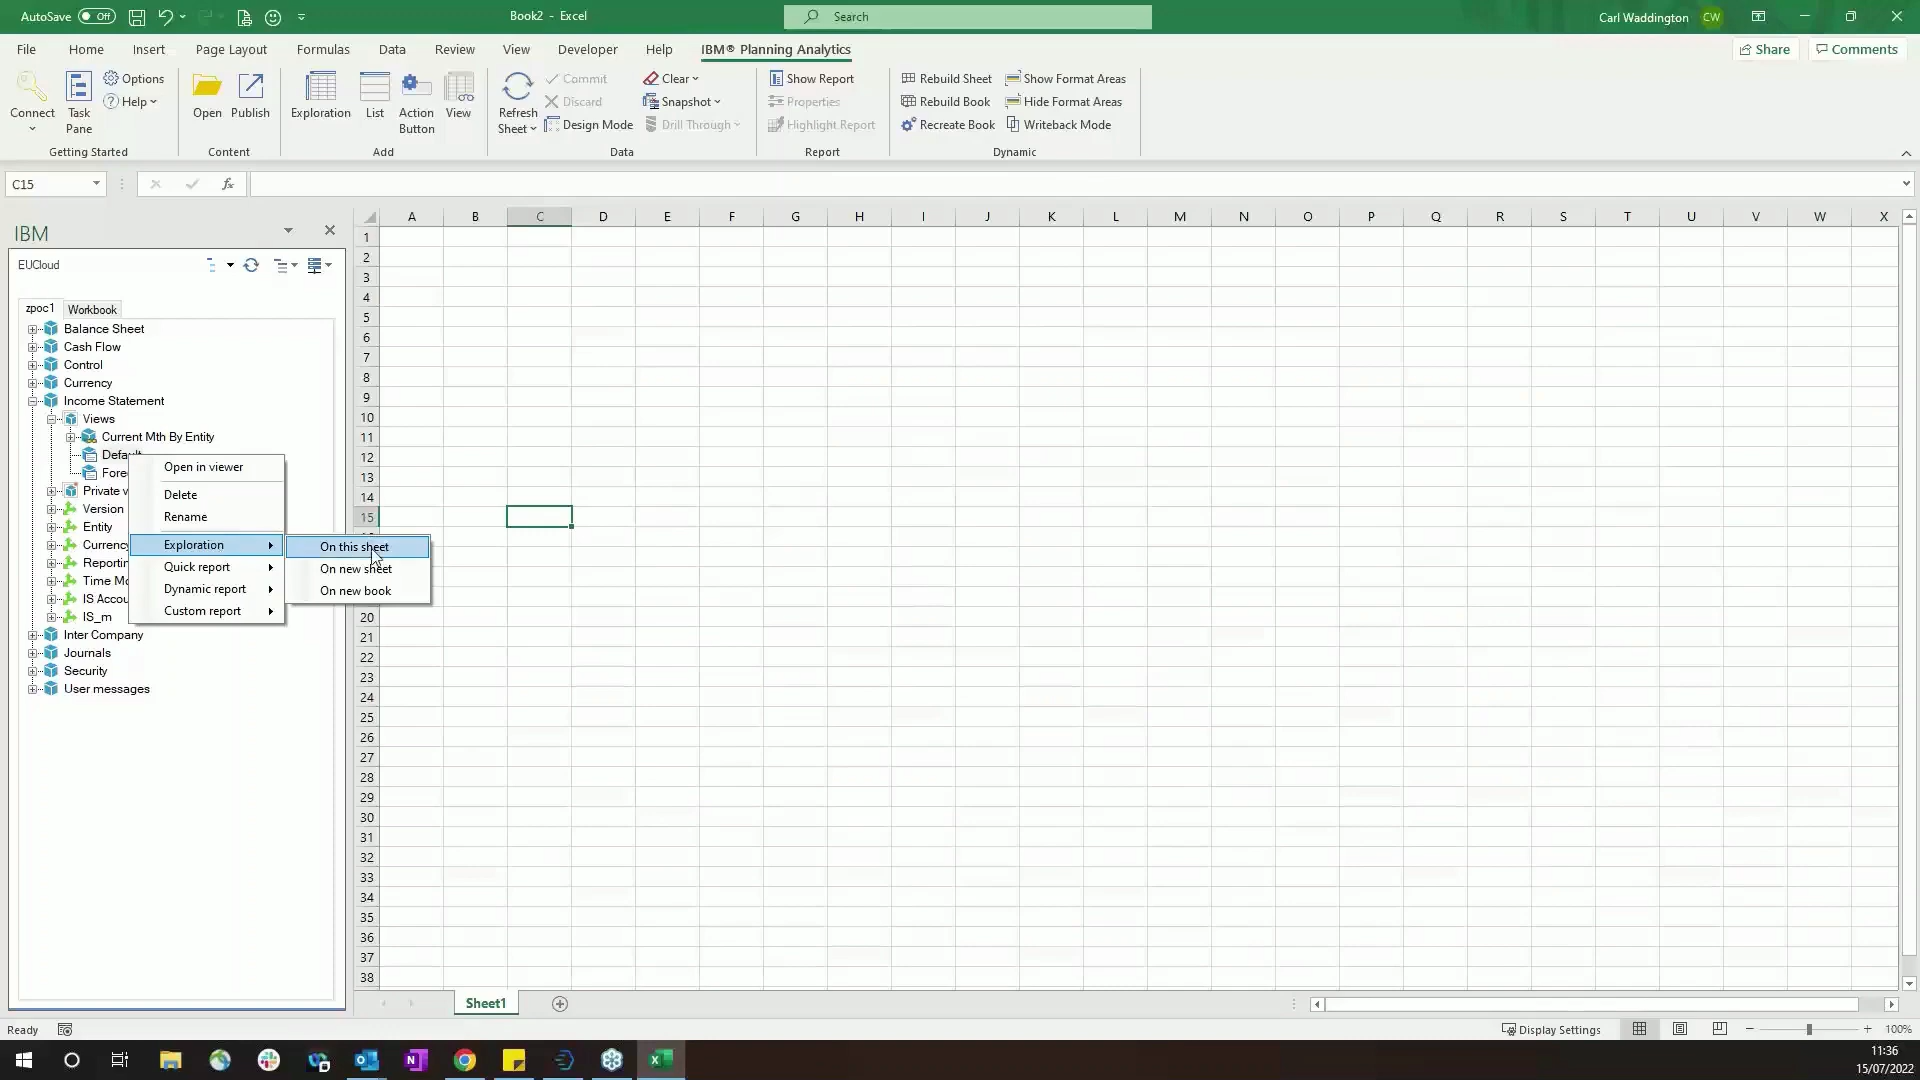 AutoSave Off
Book2 - Excel
Search
Carl Waddington CW
File Home Insert Page Layout Formulas Data Review View Developer Help IBM® Planning Analytics Share Comments
Connect
Task Pane
Options
Help
Getting Started
Open
Publish
Content
Exploration
List
Action Button
View
Add
Refresh Sheet
Commit
Discard
Design Mode
Clear
Snapshot
Drill Through
Data
Show Report
Properties
Highlight Report
Report
Rebuild Sheet
Rebuild Book
Recreate Book
Show Format Areas
Hide Format Areas
Writeback Mode
Dynamic
C15
fx
IBM
EUCloud
zpoc1 Workbook
Balance Sheet
Cash Flow
Control
Currency
Income Statement
Views
Current Mth By Entity
Default
Fore
Private v
Version
Entity
Currency
Reportin
Time Mo
IS Accou
IS_m
Inter Company
Journals
Security
User messages
Open in viewer
Delete
Rename
Exploration
Quick report
Dynamic report
Custom report
On this sheet
On new sheet
On new book
A B C D E F G H I J K L M N O P Q R S T U V W X
1
2
3
4
5
6
7
8
9
10
11
12
13
14
15
20
21
22
23
24
25
26
27
28
29
30
31
32
33
34
35
36
37
38
Sheet1
Ready
Display Settings
100%
11:36
15/07/2022